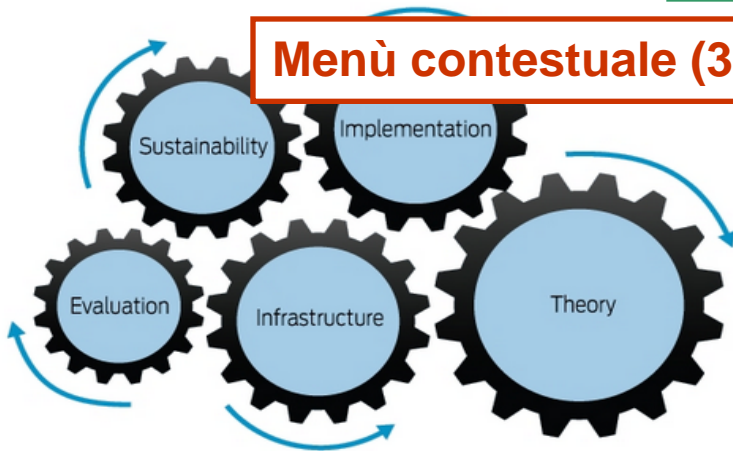 Menù contestuale (3
Sustainability
Implementation
Evaluation
Infrastructure
Theory